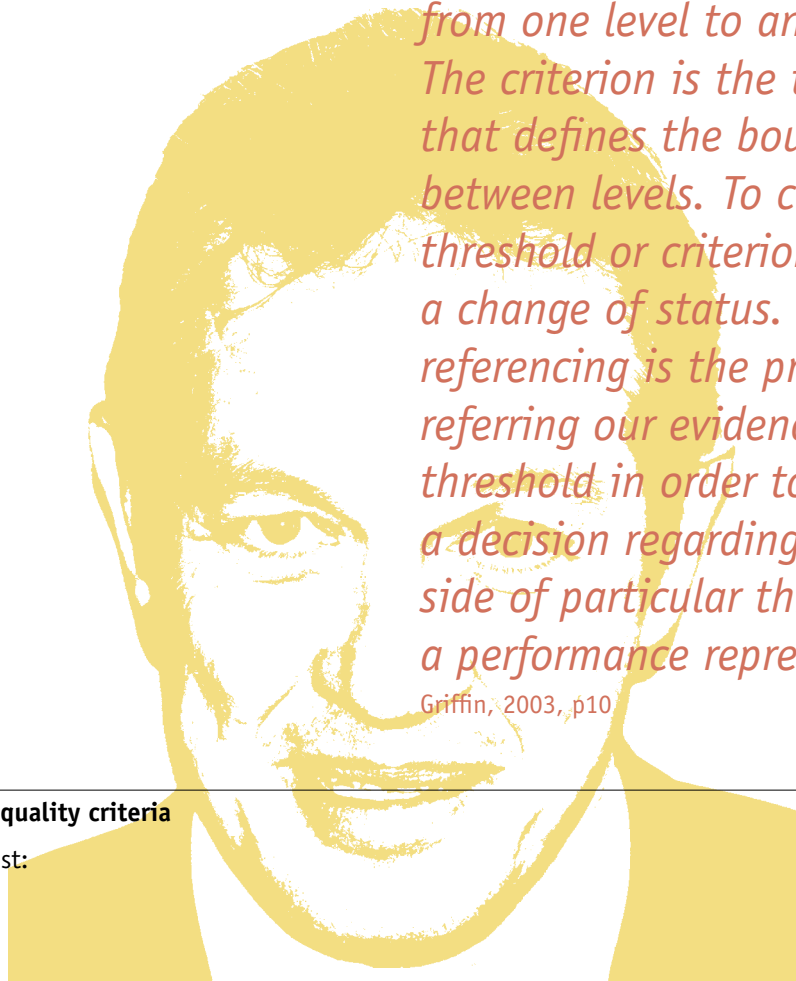 from one level to an
The criterion is the
that defines the bou
between levels. To c
threshold or criterio
a change of status.
referencing is the pr
referring our eviden
threshold in order to
a decision regarding
side of particular th
a performance repre
Griffin, 2003, p10
quality criteria
st: